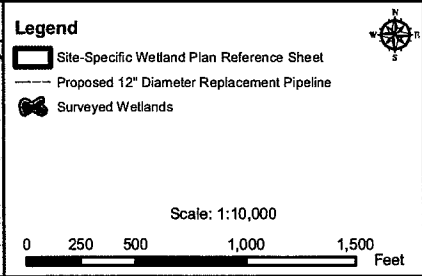 Legend
N
W E
S
Site-Specific Wetland Plan Reference Sheet
Proposed 12" Diameter Replacement Pipeline
Surveyed Wetlands
Scale: 1:10,000
0 250 500 1,000 1,500
Feet